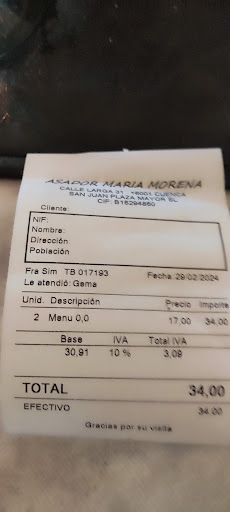 ASADOR MARIA MORENA
CALLE LARGA 31 16001 CUENCA
SAN JUAN PLAZA MAYOR SL
CIF: B16294860
Cliente:
NIF:
Nombre:
Dirección:
Población:
Fra Sim TB 017193 Fecha 29/02/2024
Le atendió: Gema
Unid. Descripción Precio Importe
2 Menu 0,0 17,00 34,00
Base IVA Total IVA
30,91 10 % 3,09
TOTAL 34,00
EFECTIVO 34,00
Gracias por su visita